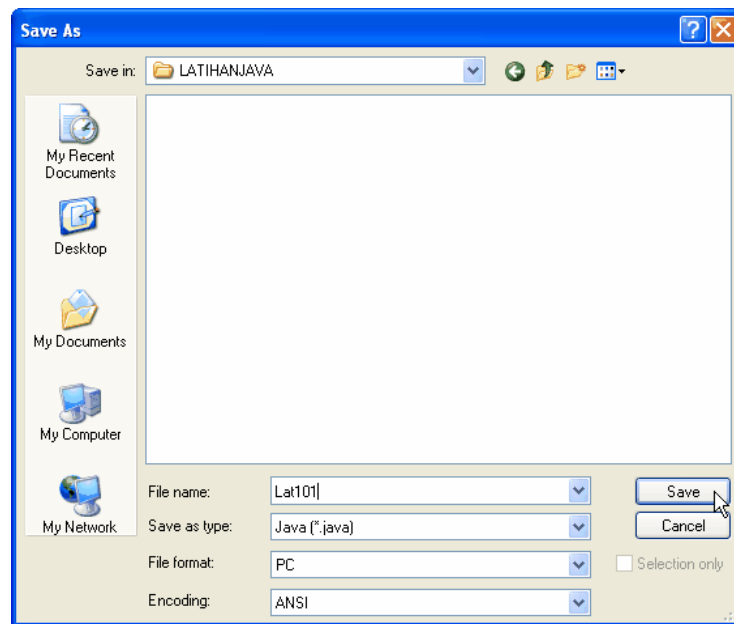 Save As
Save in: LATIHANJAVA
My Recent
Documents
Desktop
My Documents
My Computer
My Network
File name: Lat101 Save
Save as type: Java (*.java) Cancel
File format: PC Selection only
Encoding: ANSI